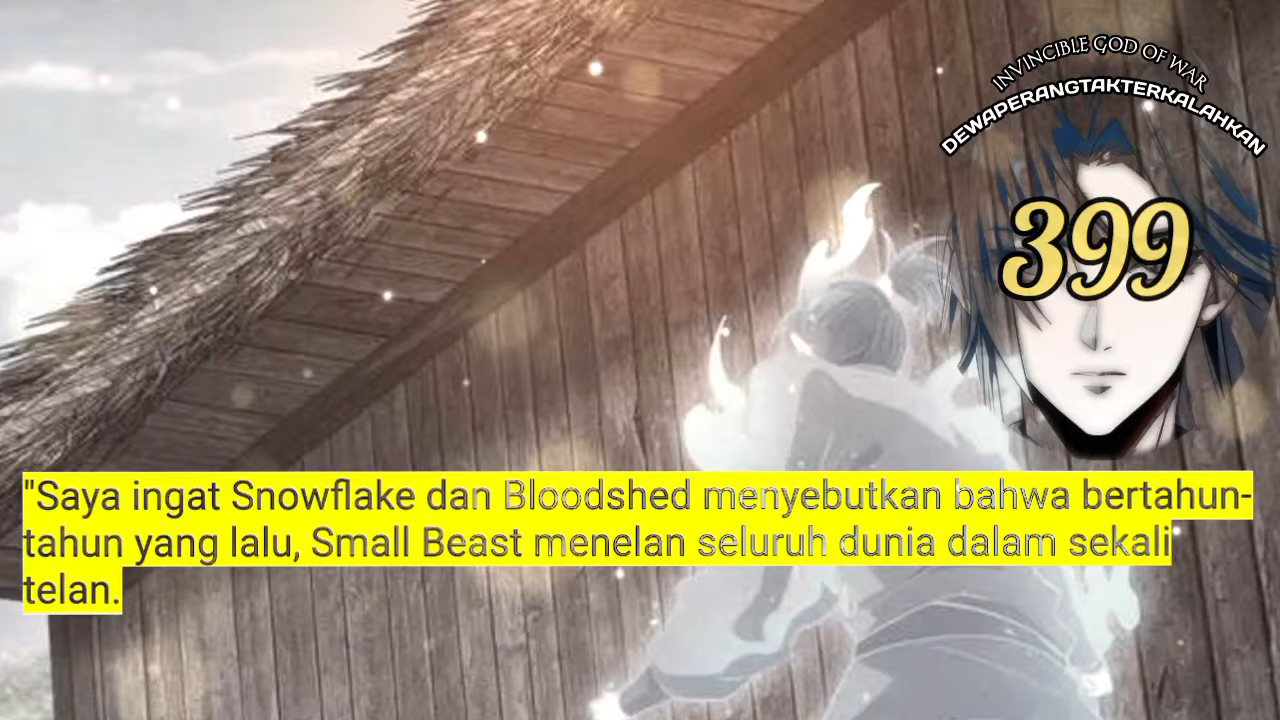 INVINCIBLE GOD OF WAR
DEWAPERANGTAKTERKALAHKAN
399
"Saya ingat Snowflake dan Bloodshed menyebutkan bahwa bertahun-
tahun yang lalu, Small Beast menelan seluruh dunia dalam sekali
telan.